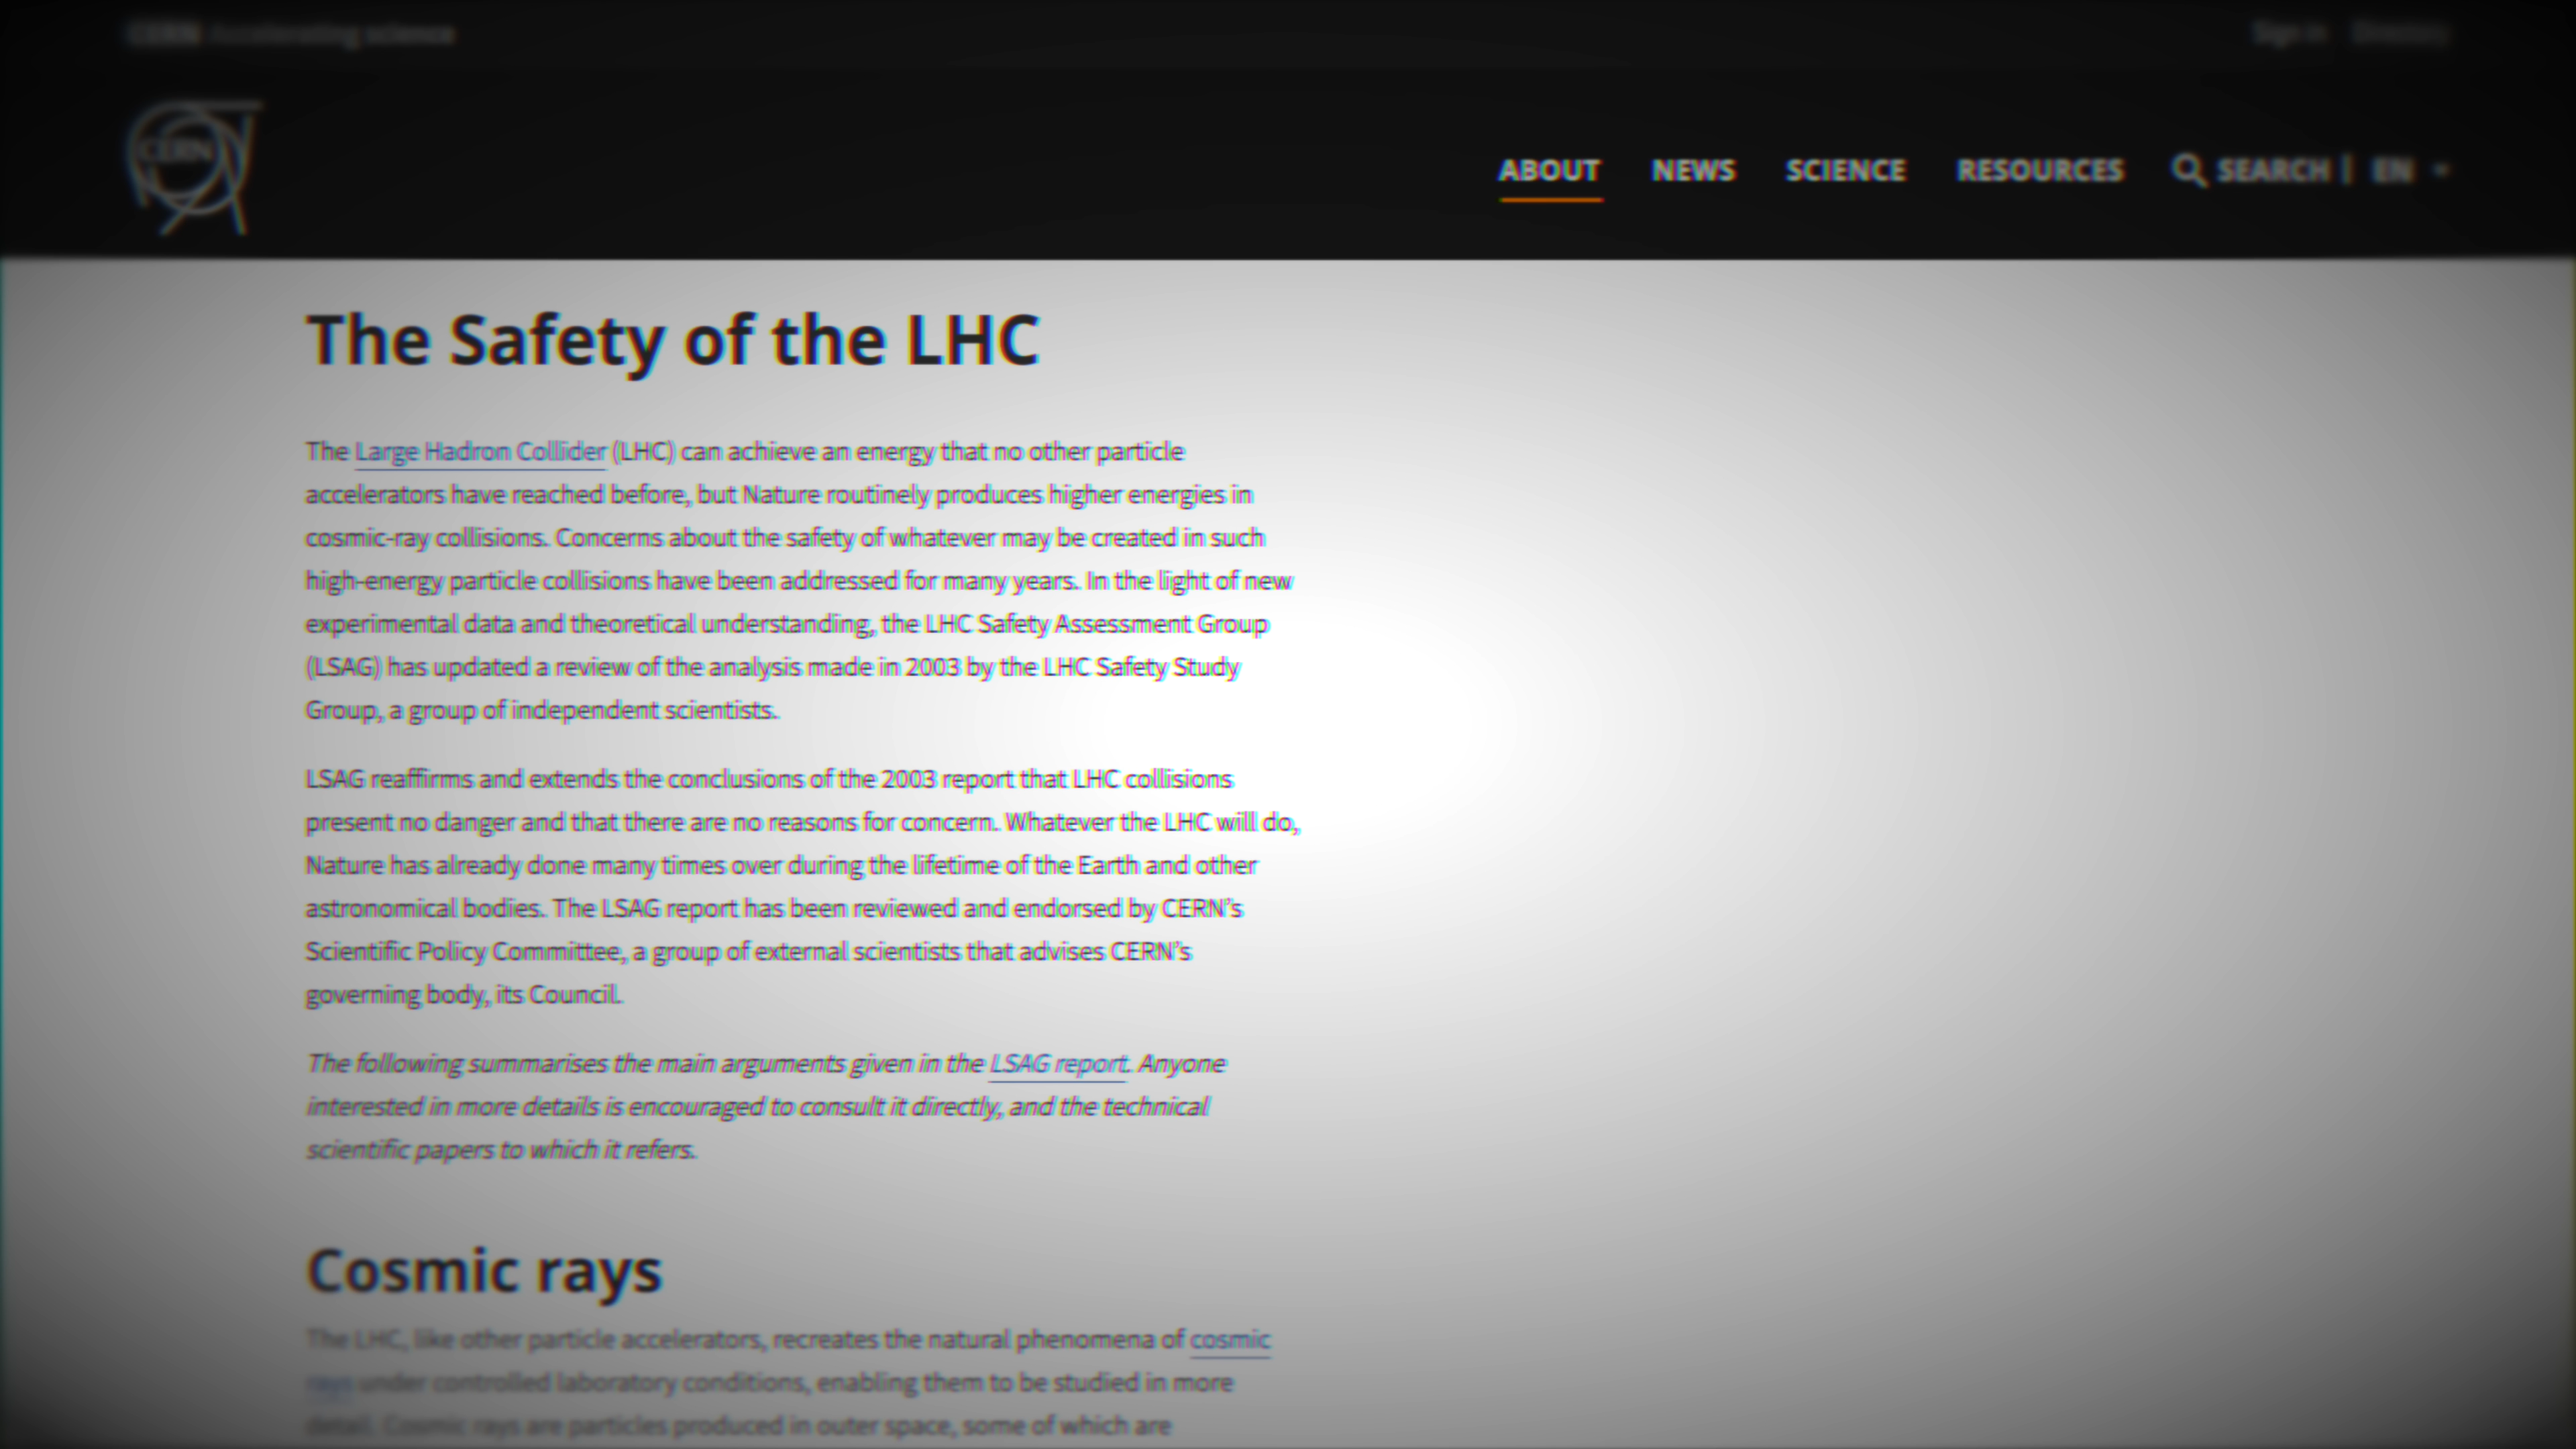 CERN Accelerating science
Sign in Directory
CERN
ABOUT NEWS SCIENCE RESOURCES SEARCH | EN
The Safety of the LHC
The Large Hadron Collider (LHC) can achieve an energy that no other particle
accelerators have reached before, but Nature routinely produces higher energies in
cosmic-ray collisions. Concerns about the safety of whatever may be created in such
high-energy particle collisions have been addressed for many years. In the light of new
experimental data and theoretical understanding, the LHC Safety Assessment Group
(LSAG) has updated a review of the analysis made in 2003 by the LHC Safety Study
Group, a group of independent scientists.
LSAG reaffirms and extends the conclusions of the 2003 report that LHC collisions
present no danger and that there are no reasons for concern. Whatever the LHC will do,
Nature has already done many times over during the lifetime of the Earth and other
astronomical bodies. The LSAG report has been reviewed and endorsed by CERN’s
Scientific Policy Committee, a group of external scientists that advises CERN’s
governing body, its Council.
The following summarises the main arguments given in the LSAG report. Anyone
interested in more details is encouraged to consult it directly, and the technical
scientific papers to which it refers.
Cosmic rays
The LHC, like other particle accelerators, recreates the natural phenomena of cosmic
rays under controlled laboratory conditions, enabling them to be studied in more
detail. Cosmic rays are particles produced in outer space, some of which are